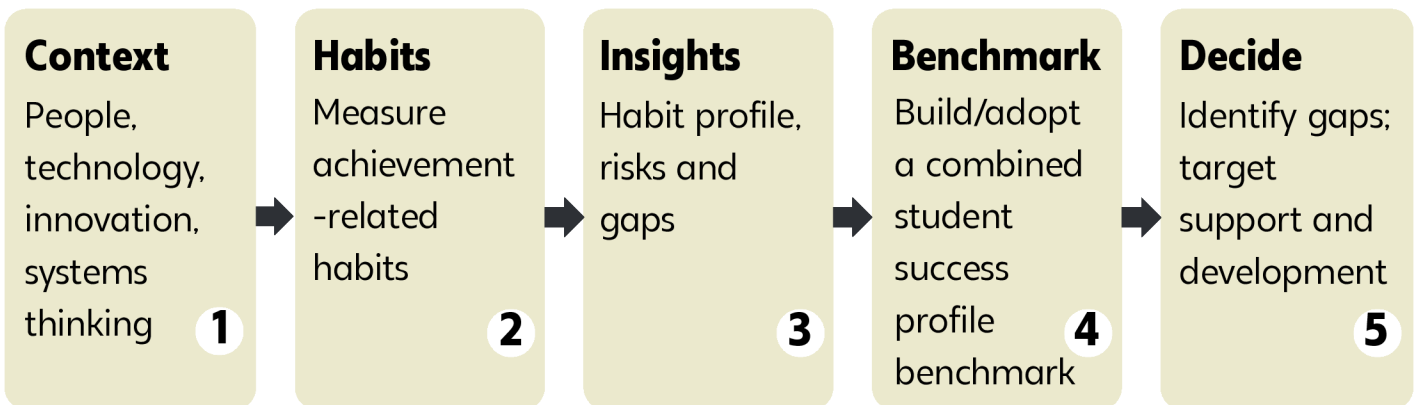 Context
People,
technology,
innovation,
systems
thinking
1
Habits
Measure
achievement
-related
habits
2
Insights
Habit profile,
risks and
gaps
3
Benchmark
Build/adopt
a combined
student
success
profile
benchmark
4
Decide
Identify gaps;
target
support and
development
5